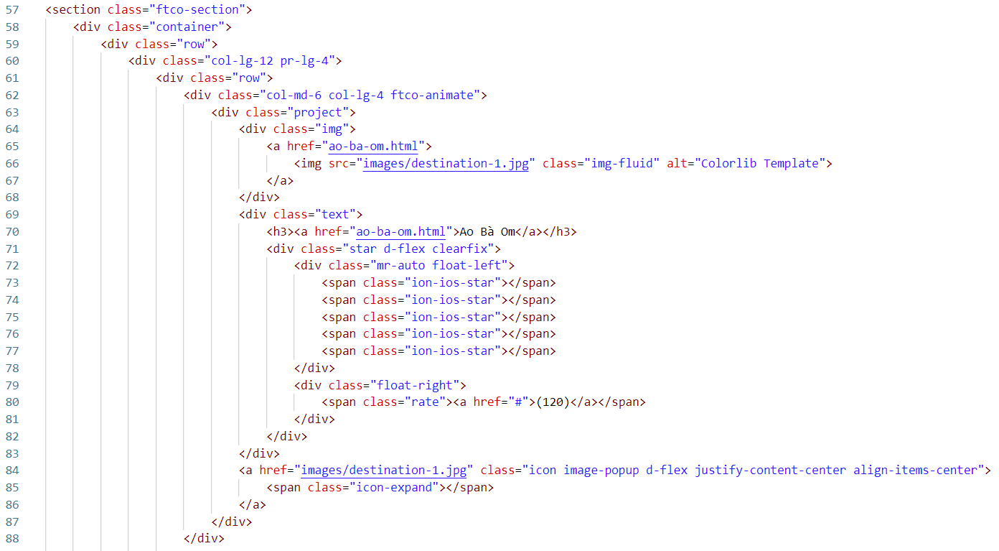 57 <section class="ftco-section">
58 <div class="container">
59 <div class="row">
60 <div class="col-lg-12 pr-lg-4">
61 <div class="row">
62 <div class="col-md-6 col-lg-4 ftco-animate">
63 <div class="project">
64 <div class="img">
65 <a href="ao-ba-om.html">
66 <img src="images/destination-1.jpg" class="img-fluid" alt="Colorlib Template">
67 </a>
68 </div>
69 <div class="text">
70 <h3><a href="ao-ba-om.html">Ao Bà Om</a></h3>
71 <div class="star d-flex clearfix">
72 <div class="mr-auto float-left">
73 <span class="ion-ios-star"></span>
74 <span class="ion-ios-star"></span>
75 <span class="ion-ios-star"></span>
76 <span class="ion-ios-star"></span>
77 <span class="ion-ios-star"></span>
78 </div>
79 <div class="float-right">
80 <span class="rate"><a href="#">(120)</a></span>
81 </div>
82 </div>
83 </div>
84 <a href="images/destination-1.jpg" class="icon image-popup d-flex justify-content-center align-items-center">
85 <span class="icon-expand"></span>
86 </a>
87 </div>
88 </div>